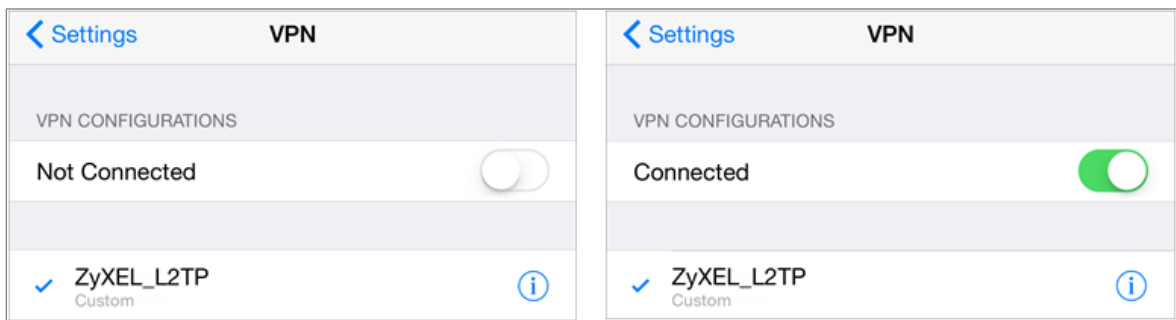 Settings VPN
VPN CONFIGURATIONS
Not Connected
ZyXEL_L2TP
Custom
Settings VPN
VPN CONFIGURATIONS
Connected
ZyXEL_L2TP
Custom